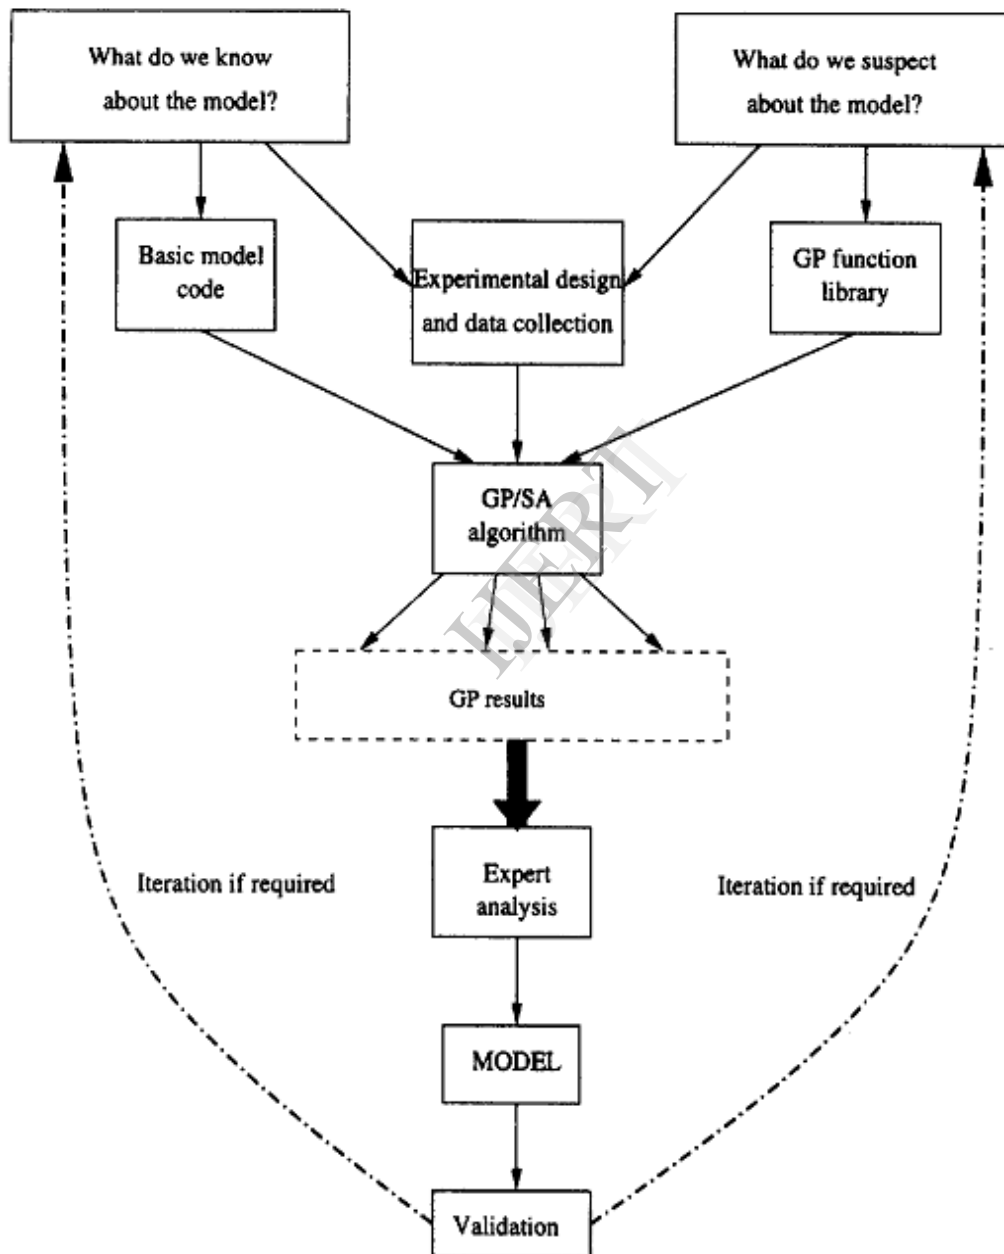 What do we know
about the model?
What do we suspect
about the model?
Basic model
code
Experimental design
and data collection
GP function
library
GP/SA
algorithm
IJERT
GP results
Expert
analysis
Iteration if required
Iteration if required
MODEL
Validation